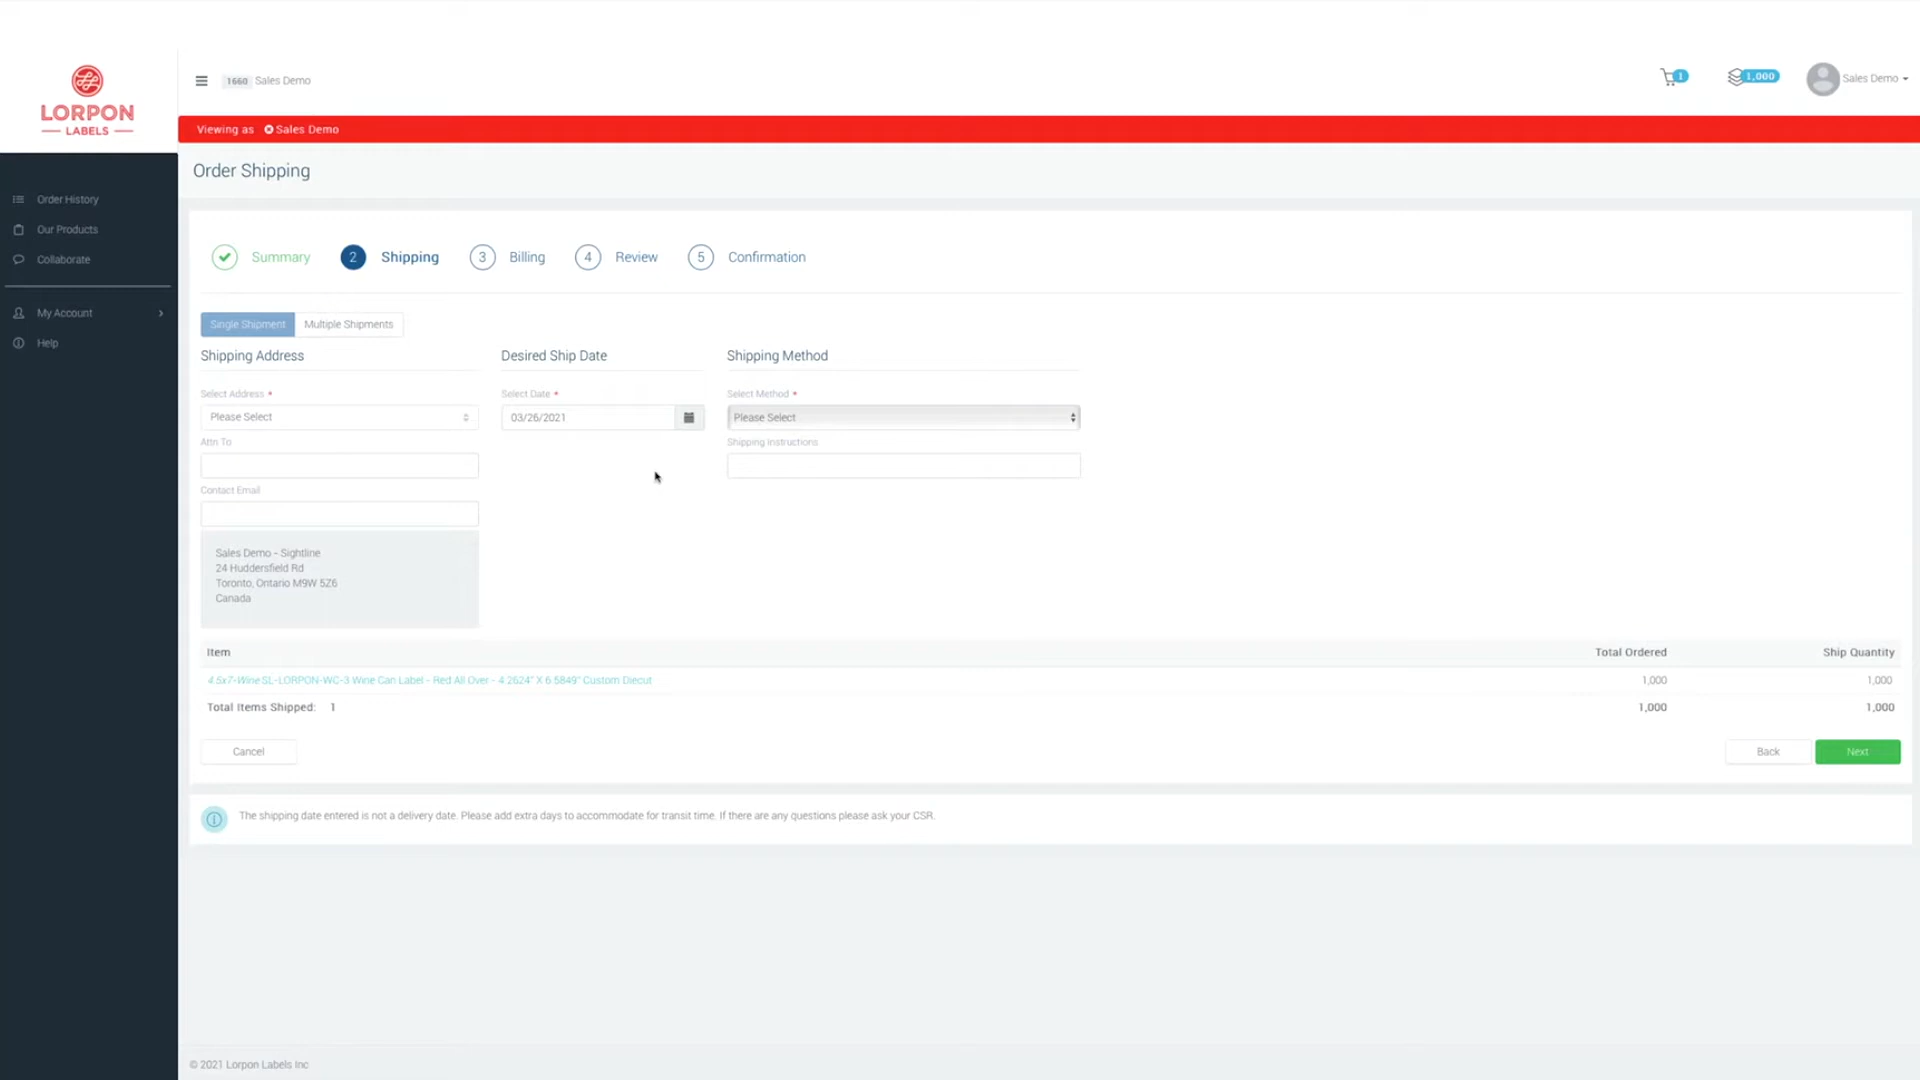 LORPON
LABELS
1660 Sales Demo
1
1,000
Sales Demo
Viewing as Sales Demo
Order Shipping
Order History
Our Products
Collaborate
My Account
Help
Summary
2 Shipping
3 Billing
4 Review
5 Confirmation
Single Shipment
Multiple Shipments
Shipping Address
Desired Ship Date
Shipping Method
Select Address *
Select Date *
Select Method *
Please Select
03/26/2021
Please Select
Attn To
Shipping Instructions
Contact Email
Sales Demo - Sightline
24 Huddersfield Rd
Toronto, Ontario M9W 5Z6
Canada
Item Total Ordered Ship Quantity
4.5x7-Wine SL-LORPON-WC-3 Wine Can Label - Red All Over - 4.2624" X 6.5849" Custom Diecut 1,000 1,000
Total Items Shipped: 1 1,000 1,000
Cancel
Back
Next
The shipping date entered is not a delivery date. Please add extra days to accommodate for transit time. If there are any questions please ask your CSR.
© 2021 Lorpon Labels Inc